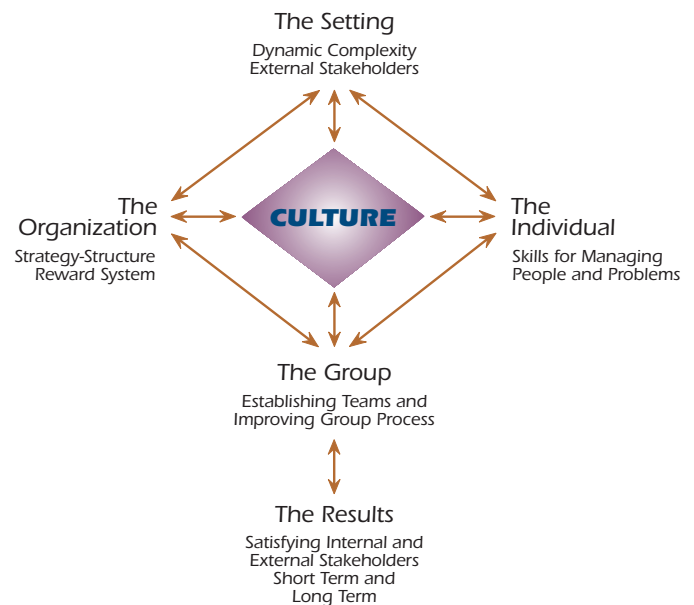 The Setting
Dynamic Complexity
External Stakeholders
The
Organization
Strategy-Structure
Reward System
CULTURE
The
Individual
Skills for Managing
People and Problems
The Group
Establishing Teams and
Improving Group Process
The Results
Satisfying Internal and
External Stakeholders
Short Term and
Long Term